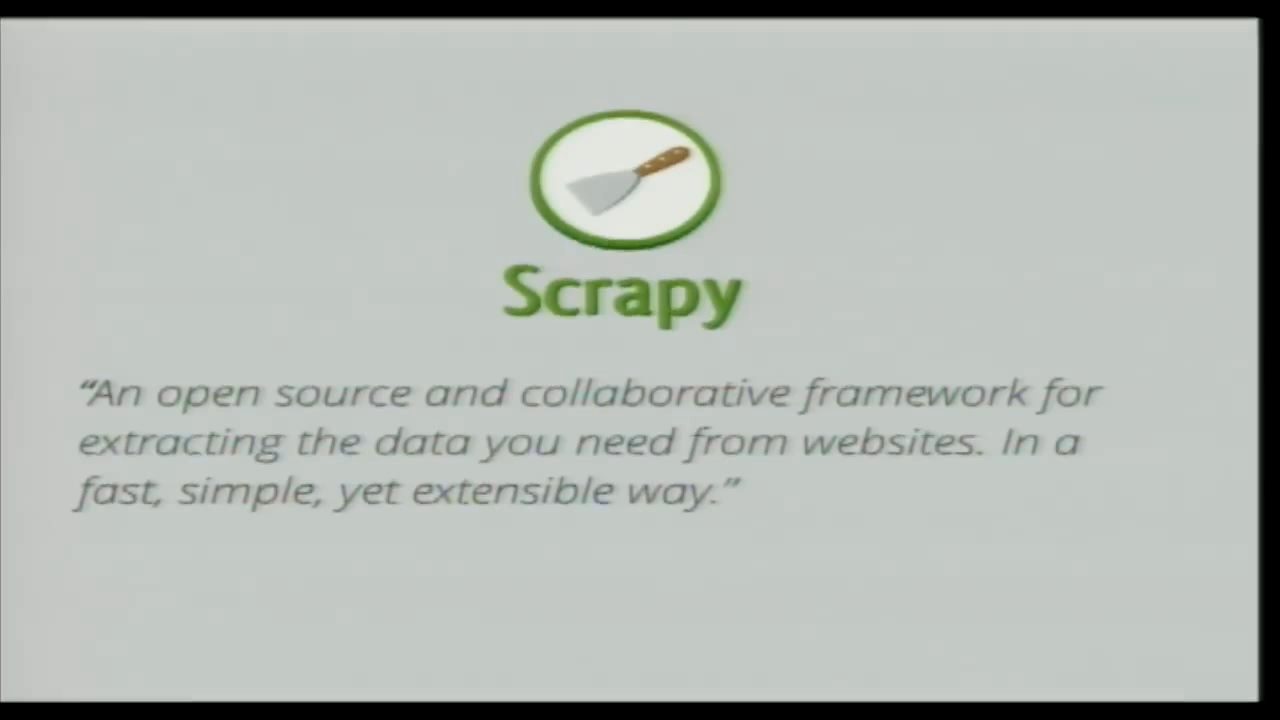 Scrapy
“An open source and collaborative framework for
extracting the data you need from websites. In a
fast, simple, yet extensible way.”